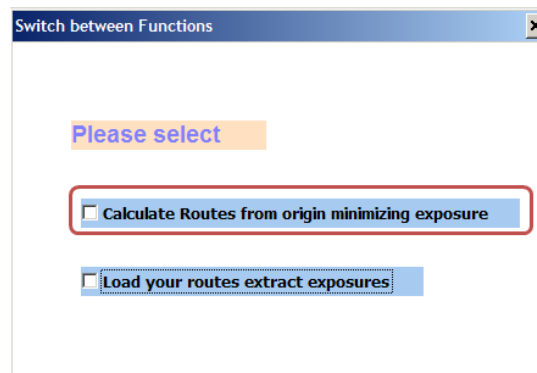 Switch between Functions
Please select
Calculate Routes from origin minimizing exposure
Load your routes extract exposures